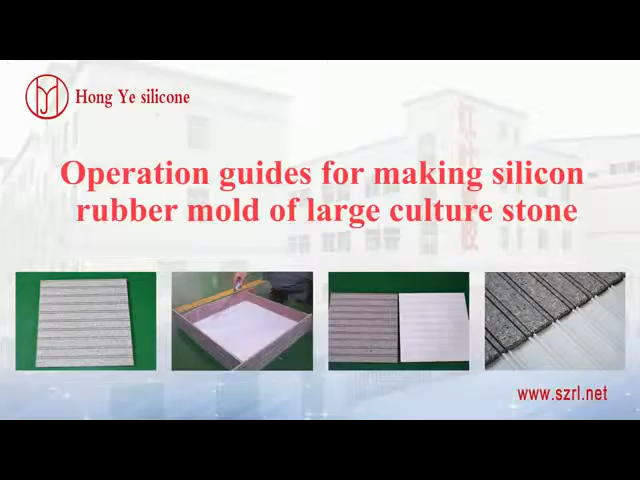 Hong Ye silicone
Operation guides for making silicon
rubber mold of large culture stone
www.szrl.net